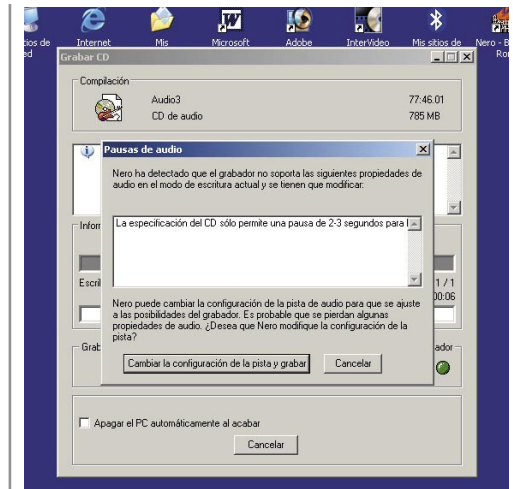 ios de
ed
Internet
Mis
Microsoft
Adobe
InterVideo
Mis sitios de
Nero - B
Ro
Grabar CD
Compilación
Audio3
77:46.01
CD de audio
785 MB
Pausas de audio
Nero ha detectado que el grabador no soporta las siguientes propiedades de
audio en el modo de escritura actual y se tienen que modificar:
La especificación del CD sólo permite una pausa de 2-3 segundos para l
Inform
Escri
1 / 1
00:06
Nero puede cambiar la configuración de la pista de audio para que se ajuste
a las posibilidades del grabador. Es probable que se pierdan algunas
propiedades de audio. ¿Desea que Nero modifique la configuración de la
pista?
Grab
ador
Cambiar la configuración de la pista y grabar
Cancelar
Apagar el PC automáticamente al acabar
Cancelar